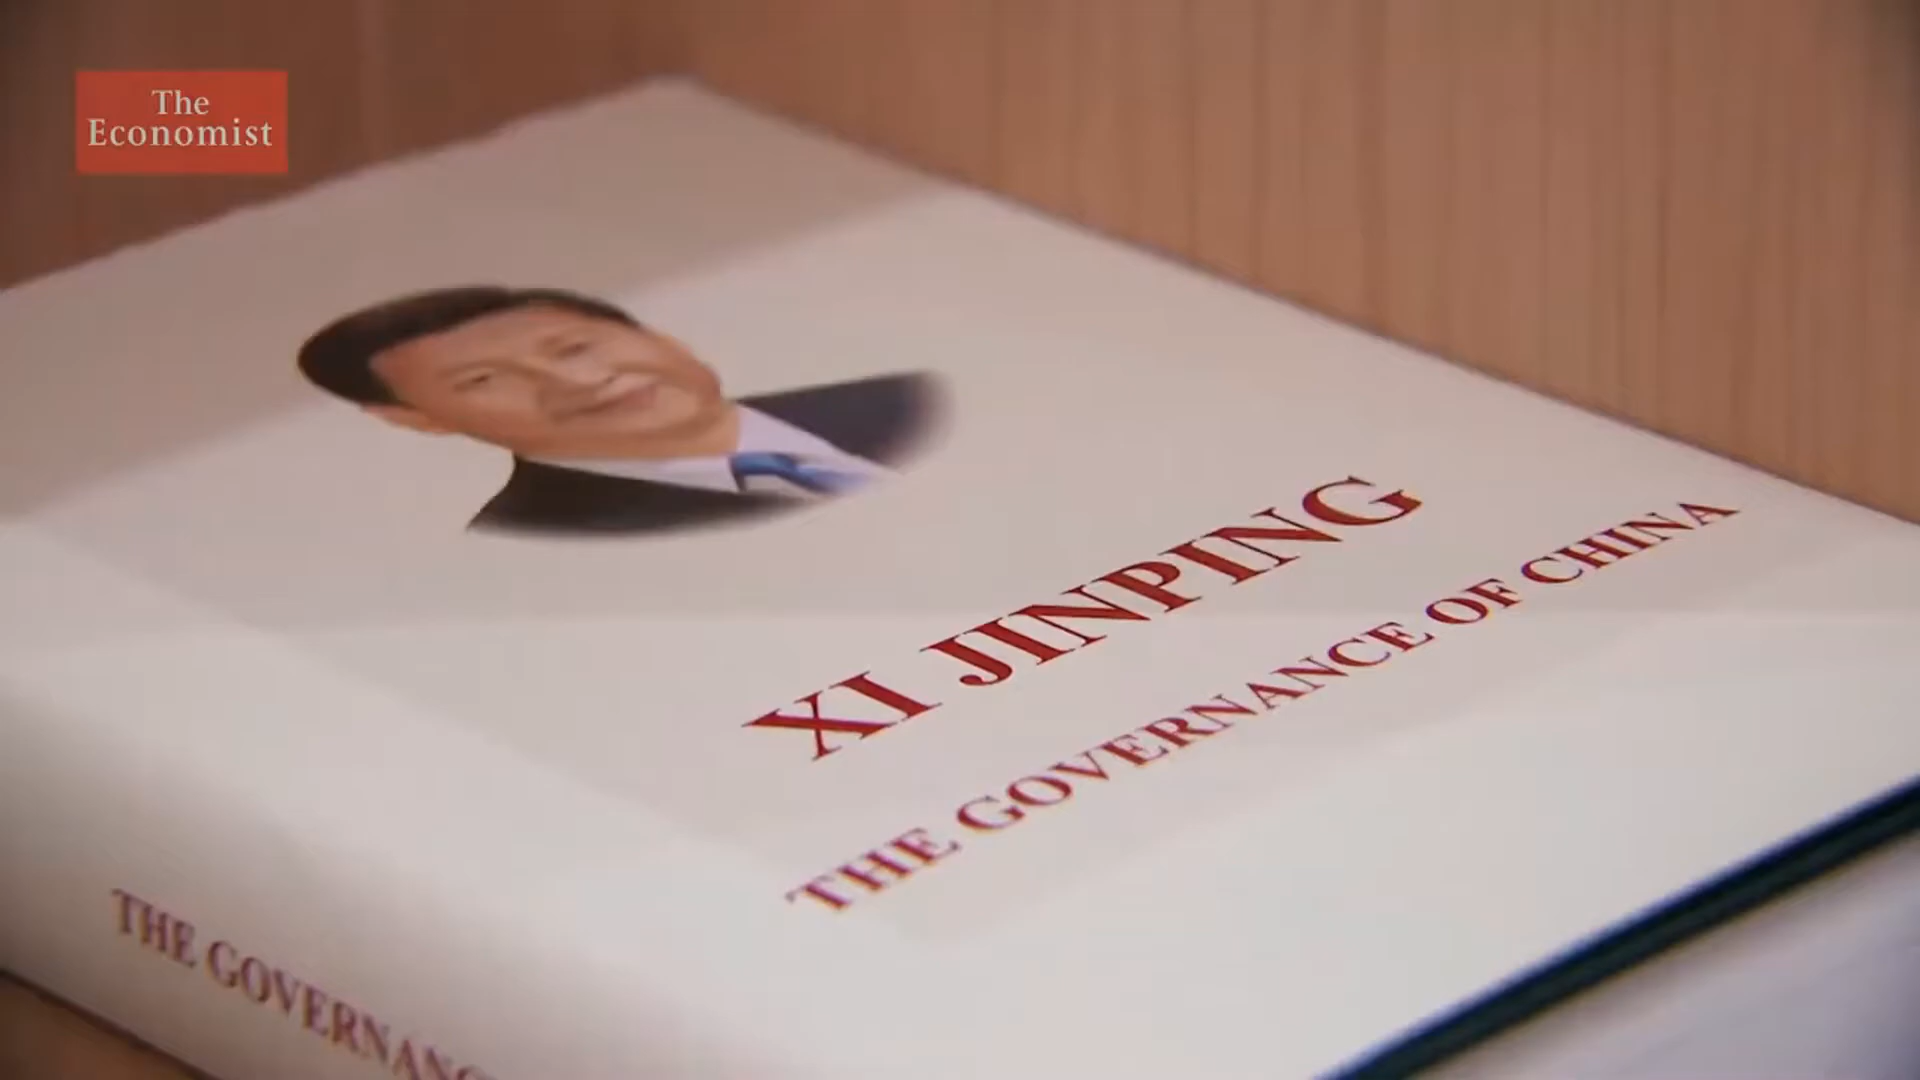 The
Economist
XI JINPING
THE GOVERNANCE OF CHINA
THE GOVERNANC